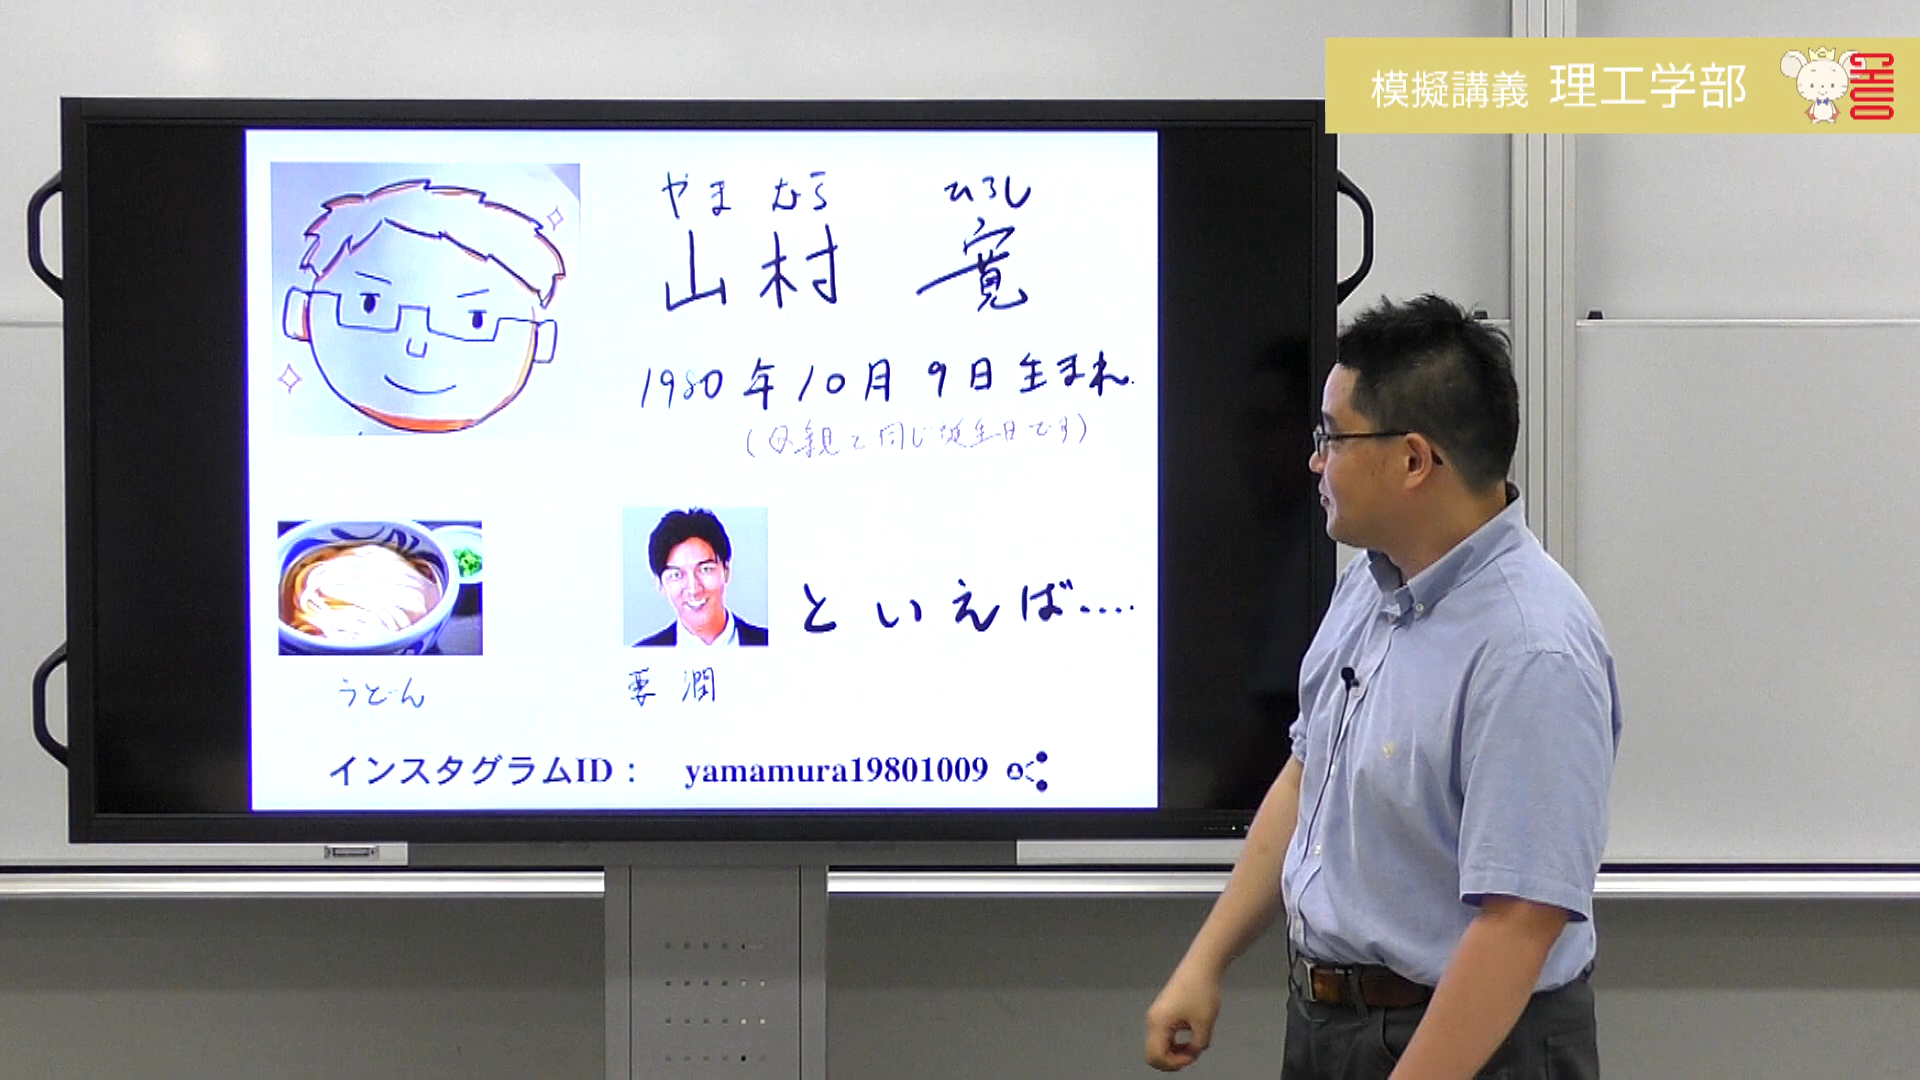 模擬講義 理工学部
CHUO
やま むら ひろし
山村 寛
1980年10月9日生まれ
(母親と同じ誕生日です)
といえば....
うどん
要 潤
インスタグラムID： yamamura19801009